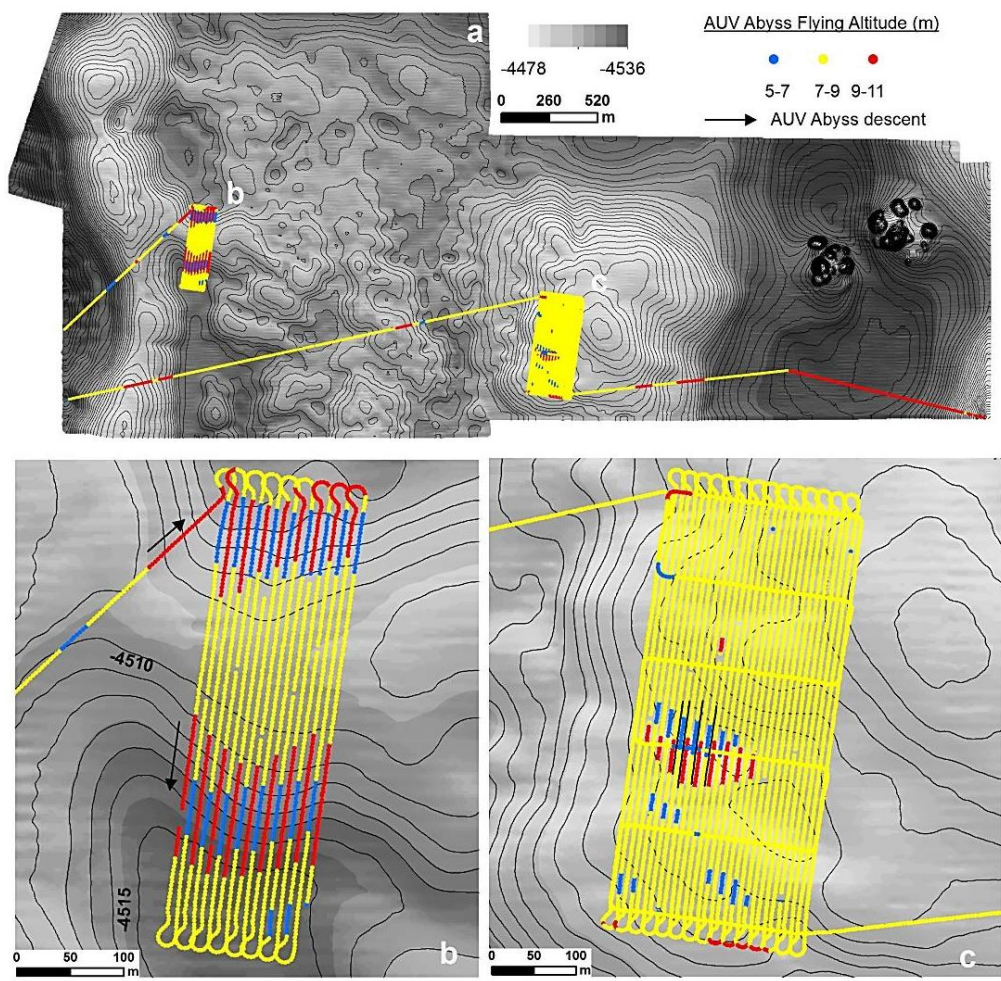 a
-4478 -4536
0 260 520
m
AUV Abyss Flying Altitude (m)
5-7 7-9 9-11
AUV Abyss descent
b
c
-4510
-4515
0 50 100
m
b
0 50 100
m
c